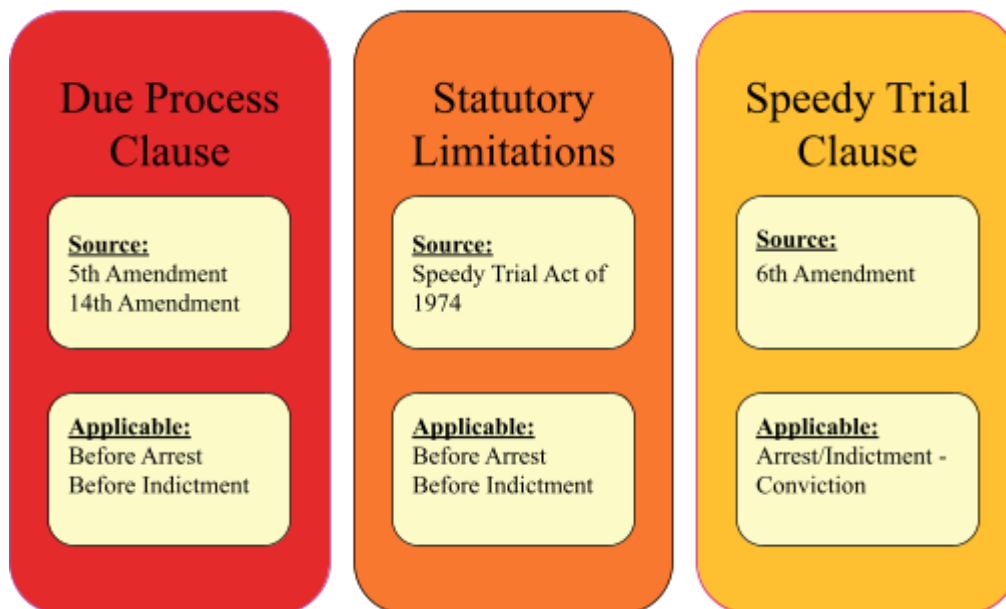 Due Process
Clause
Source:
5th Amendment
14th Amendment
Applicable:
Before Arrest
Before Indictment
Statutory
Limitations
Source:
Speedy Trial Act of
1974
Applicable:
Before Arrest
Before Indictment
Speedy Trial
Clause
Source:
6th Amendment
Applicable:
Arrest/Indictment -
Conviction